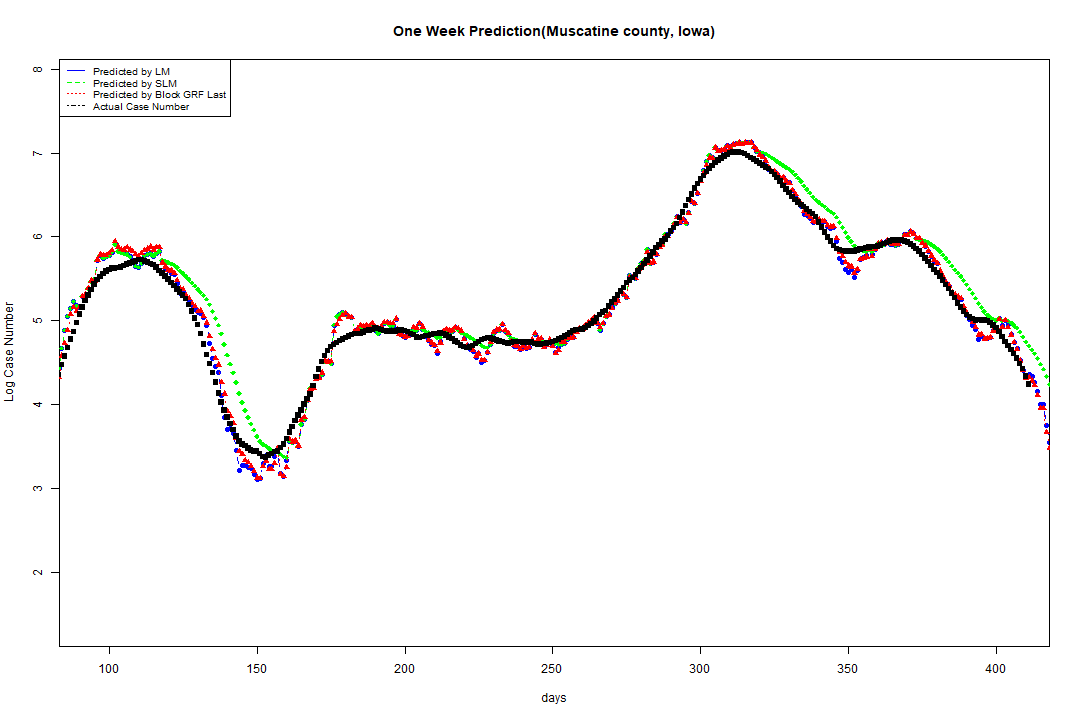 One Week Prediction(Muscatine county, Iowa)
Predicted by LM
Predicted by SLM
Predicted by Block GRF Last
Actual Case Number
8
7
6
5
4
3
2
Log Case Number
100 150 200 250 300 350 400
days